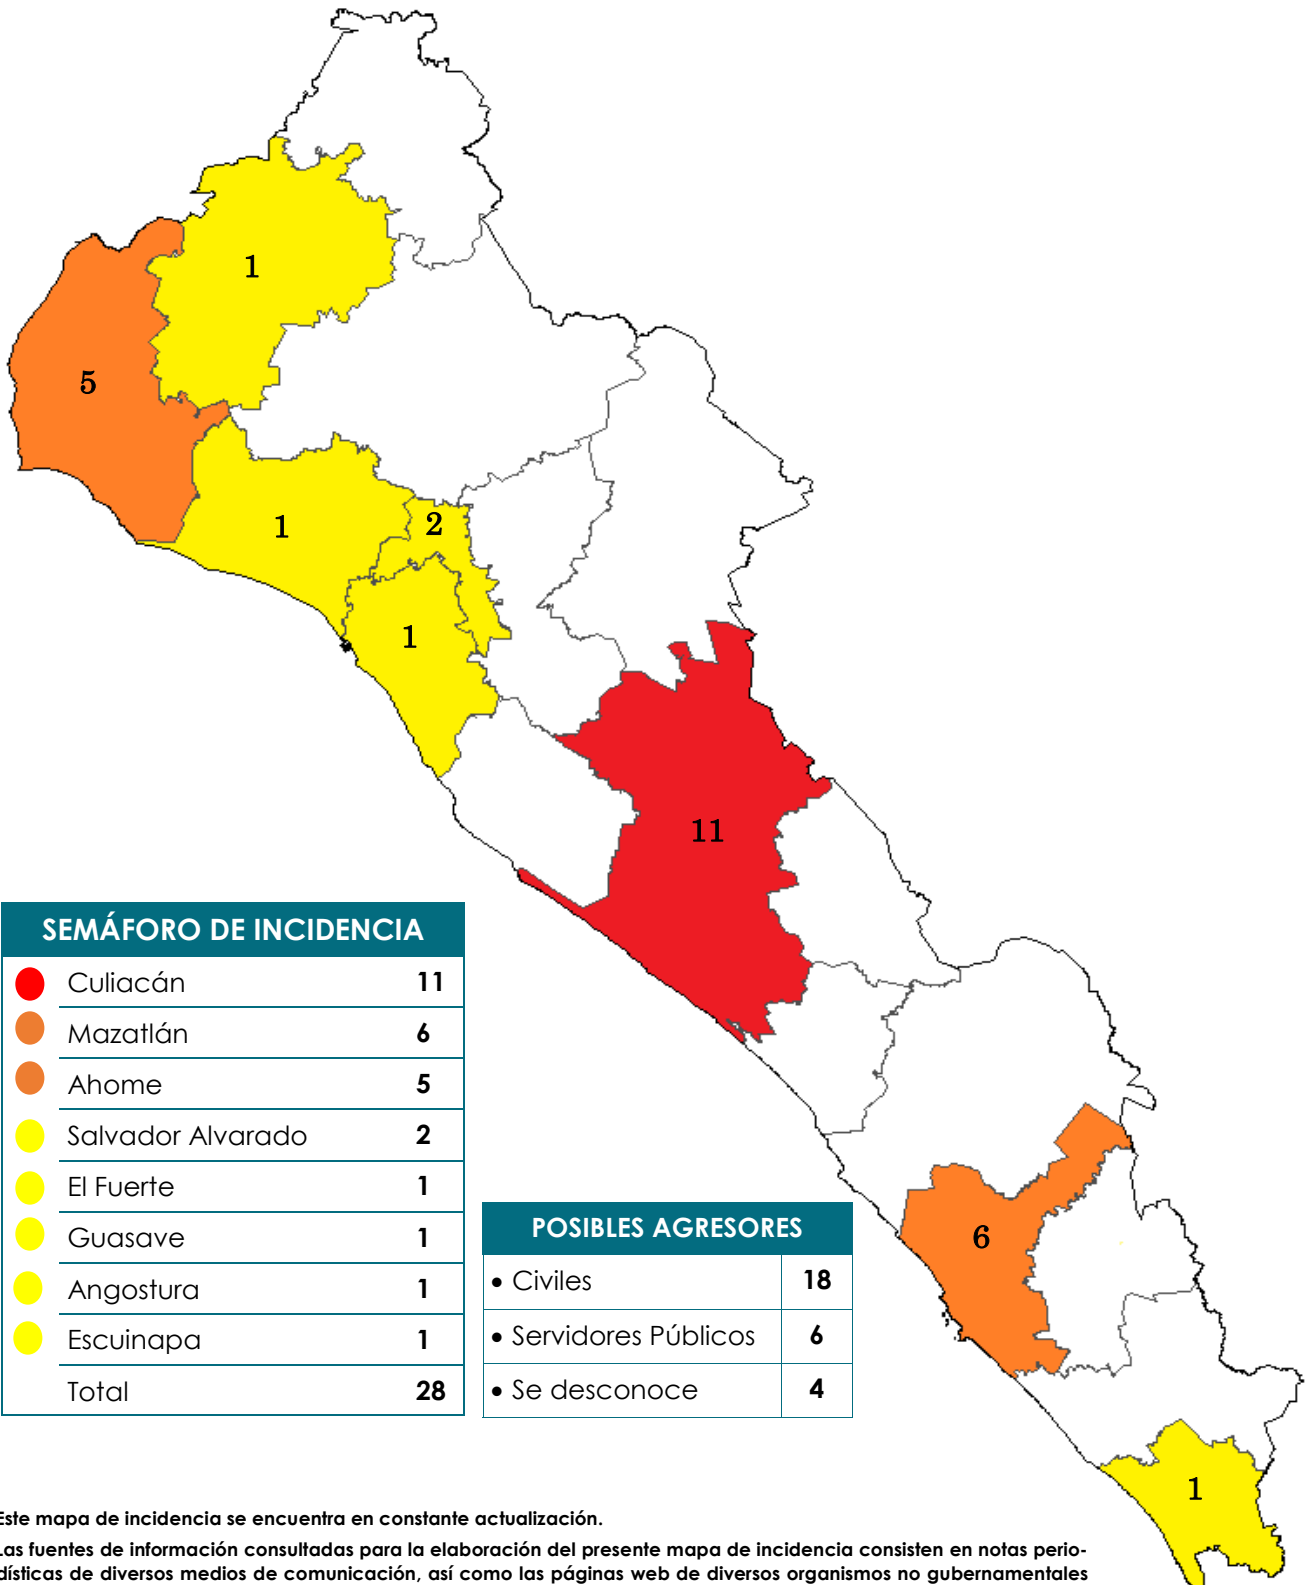 1
5
1
2
1
11
SEMÁFORO DE INCIDENCIA
Culiacán 11
Mazatlán 6
Ahome 5
Salvador Alvarado 2
El Fuerte 1
Guasave 1
Angostura 1
Escuinapa 1
Total 28
POSIBLES AGRESORES
• Civiles 18
• Servidores Públicos 6
• Se desconoce 4
6
1
Este mapa de incidencia se encuentra en constante actualización.
Las fuentes de información consultadas para la elaboración del presente mapa de incidencia consisten en notas perio-
dísticas de diversos medios de comunicación, así como las páginas web de diversos organismos no gubernamentales